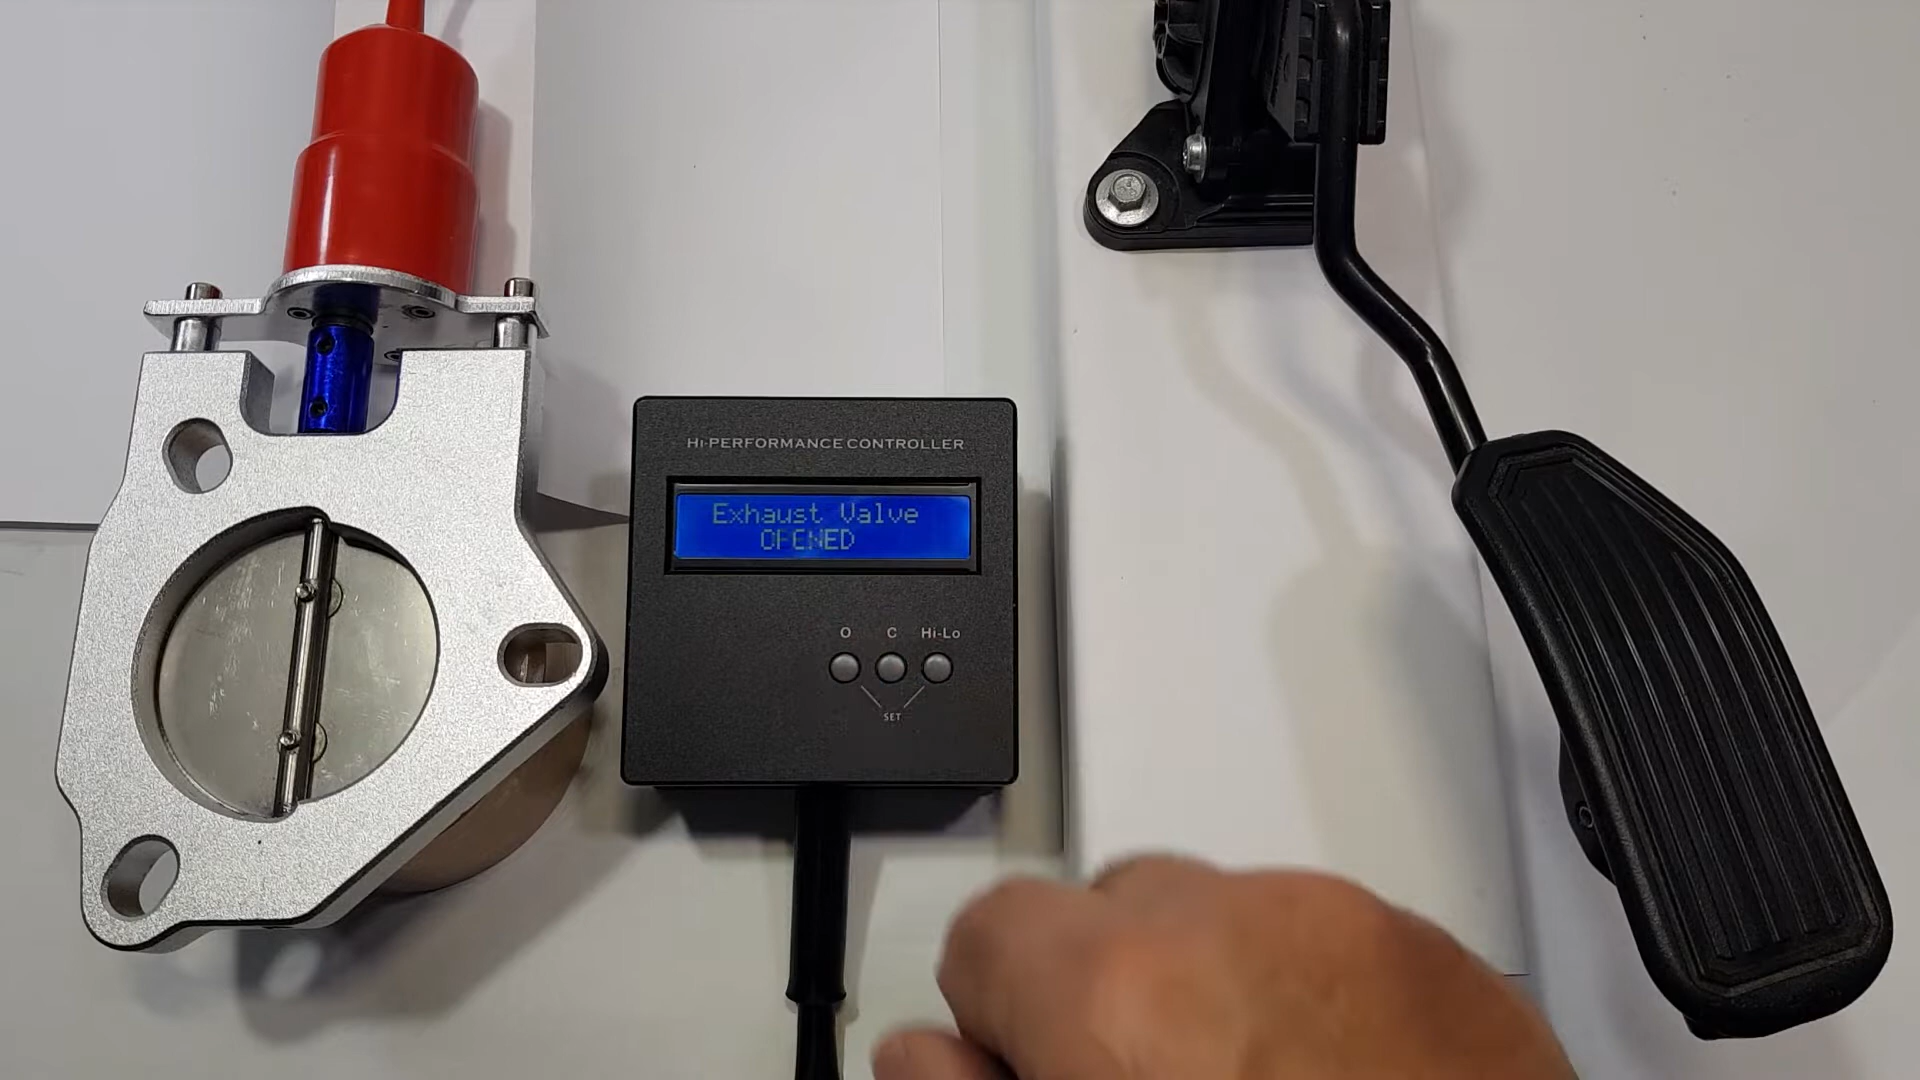 Hi-PERFORMANCE CONTROLLER
Exhaust Valve
OPENED
O C Hi-Lo
SET